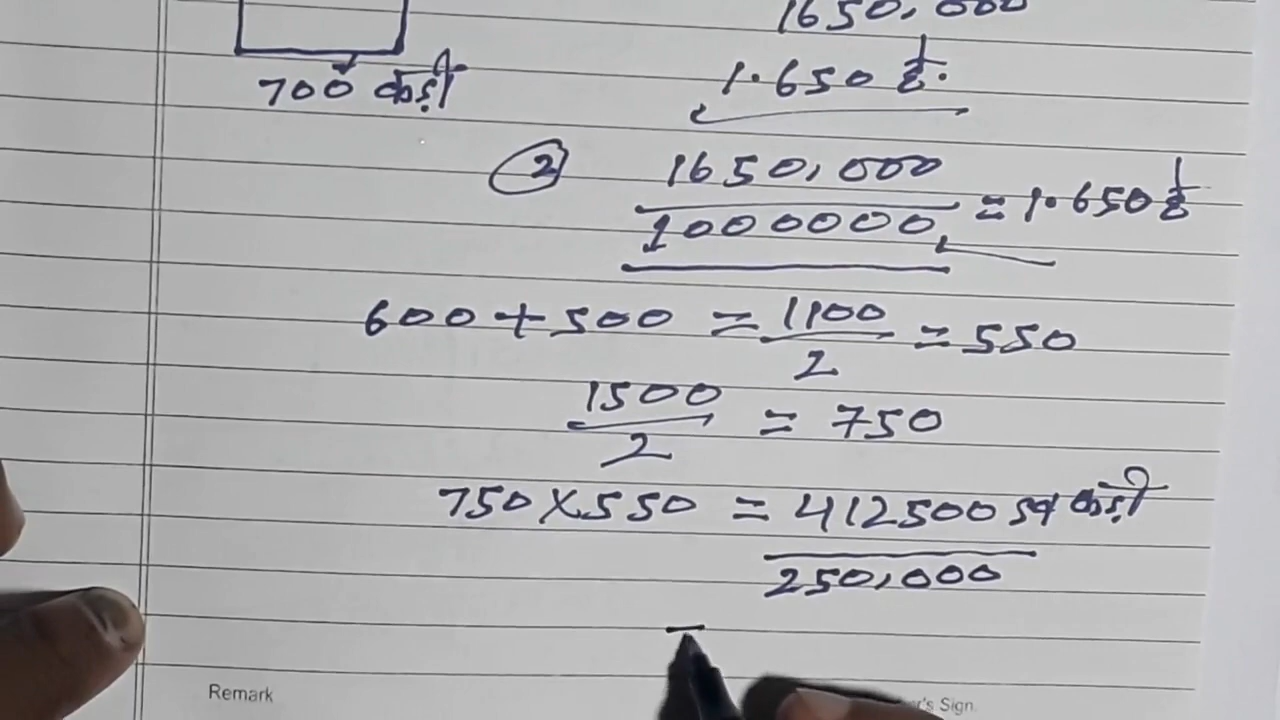 1650,000
700 कड़ी
1.650 हे.
② 1650,000 / 1000000 = 1.650 हे
600 + 500 = 1100 / 2 = 550
1500 / 2 = 750
750 X 550 = 412500 वर्ग कड़ी
250,000
Remark
r's Sign.